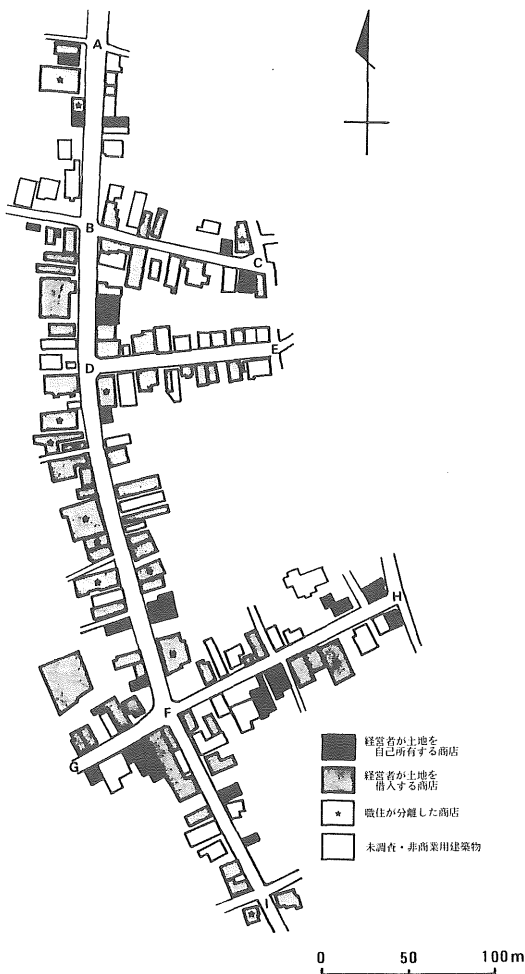 A
B
C
D
E
F
H
G
I
経営者が土地を
自己所有する商店
経営者が土地を
借入する商店
職住が分離した商店
未調査・非商業用建築物
0 50 100m